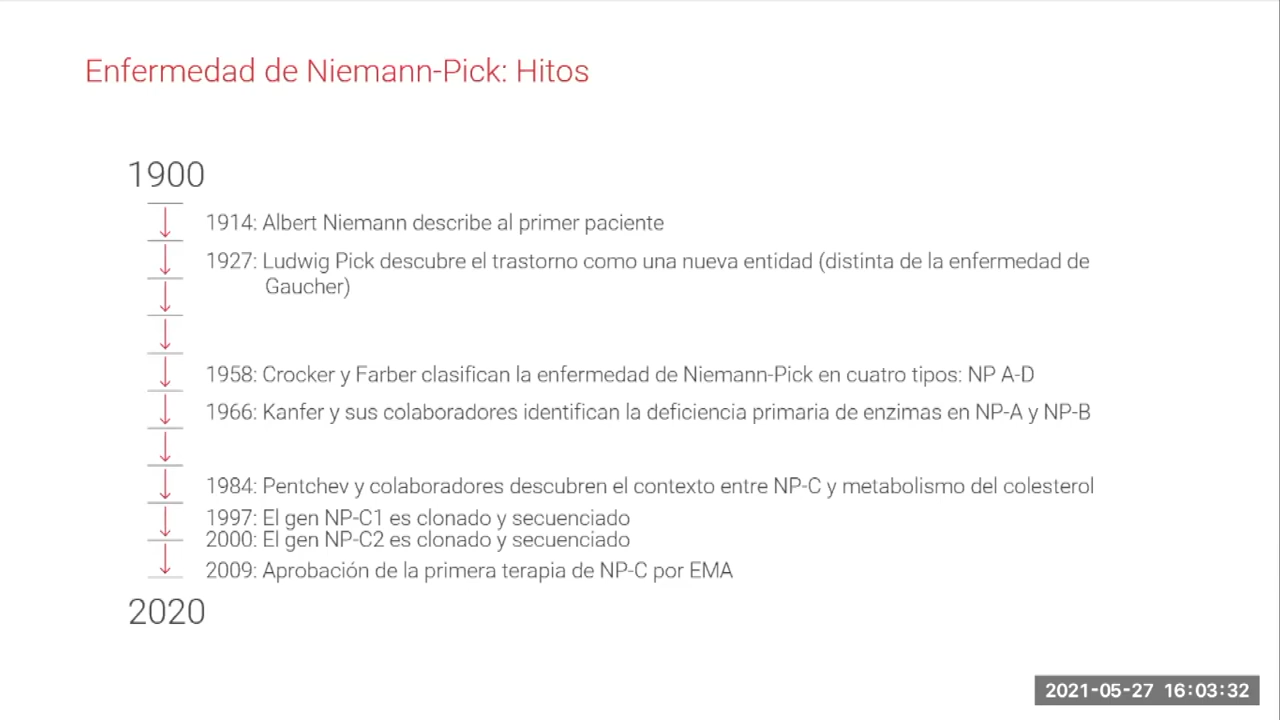 Enfermedad de Niemann-Pick: Hitos
1900
1914: Albert Niemann describe al primer paciente
1927: Ludwig Pick descubre el trastorno como una nueva entidad (distinta de la enfermedad de
Gaucher)
1958: Crocker y Farber clasifican la enfermedad de Niemann-Pick en cuatro tipos: NP A-D
1966: Kanfer y sus colaboradores identifican la deficiencia primaria de enzimas en NP-A y NP-B
1984: Pentchev y colaboradores descubren el contexto entre NP-C y metabolismo del colesterol
1997: El gen NP-C1 es clonado y secuenciado
2000: El gen NP-C2 es clonado y secuenciado
2009: Aprobación de la primera terapia de NP-C por EMA
2020
2021-05-27 16:03:32